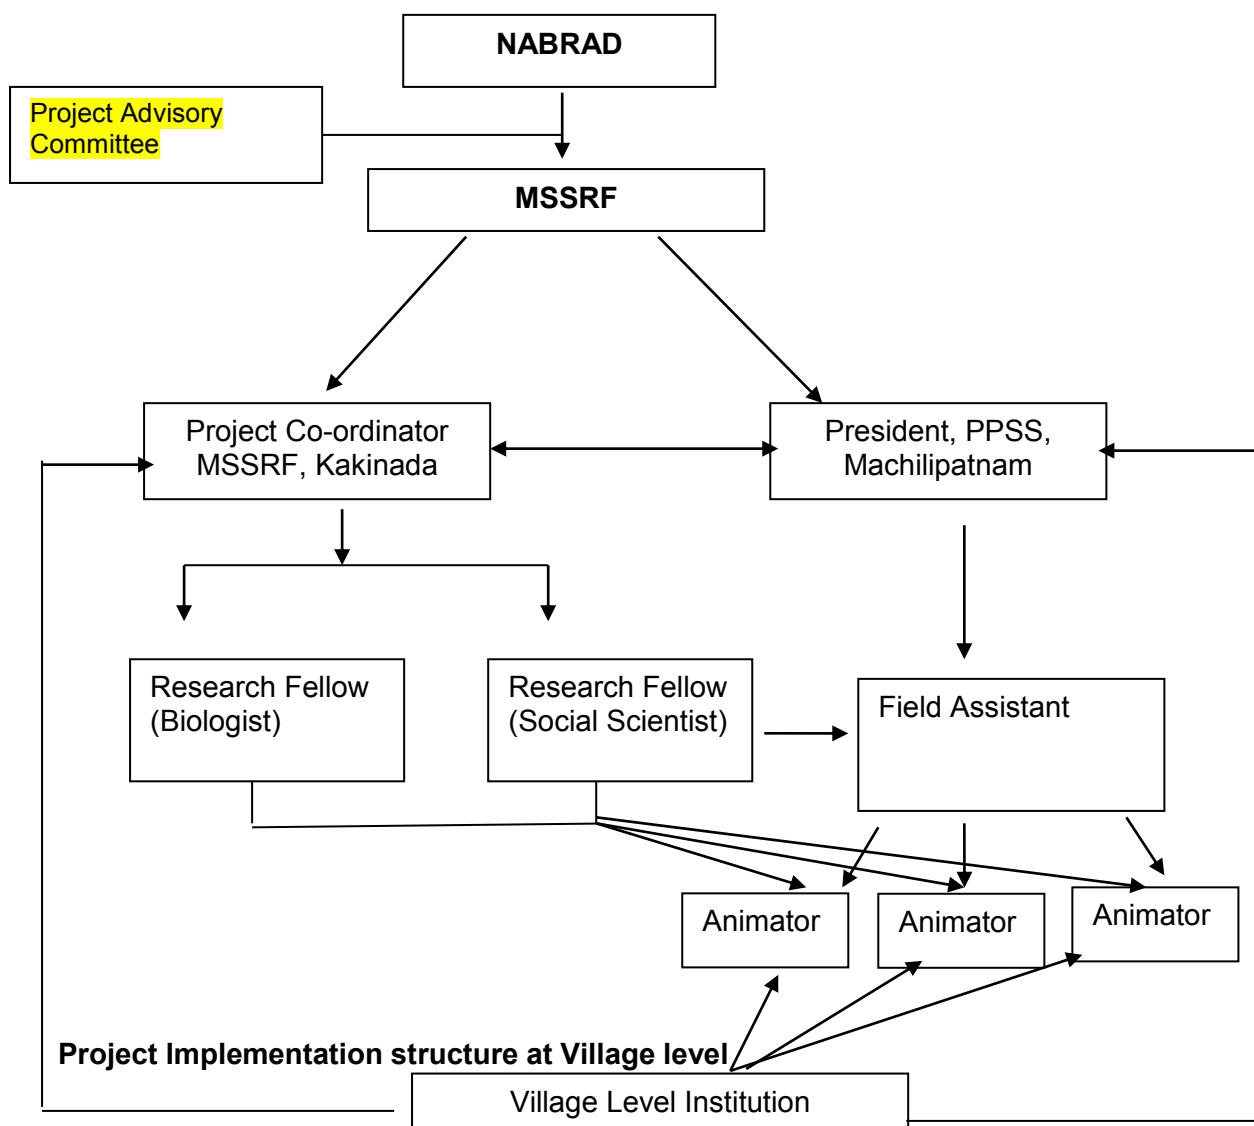 NABRAD
Project Advisory
Committee
MSSRF
Project Co-ordinator
MSSRF, Kakinada
President, PPSS,
Machilipatnam
Research Fellow
(Biologist)
Research Fellow
(Social Scientist)
Field Assistant
Animator
Animator
Animator
Project Implementation structure at Village level
Village Level Institution